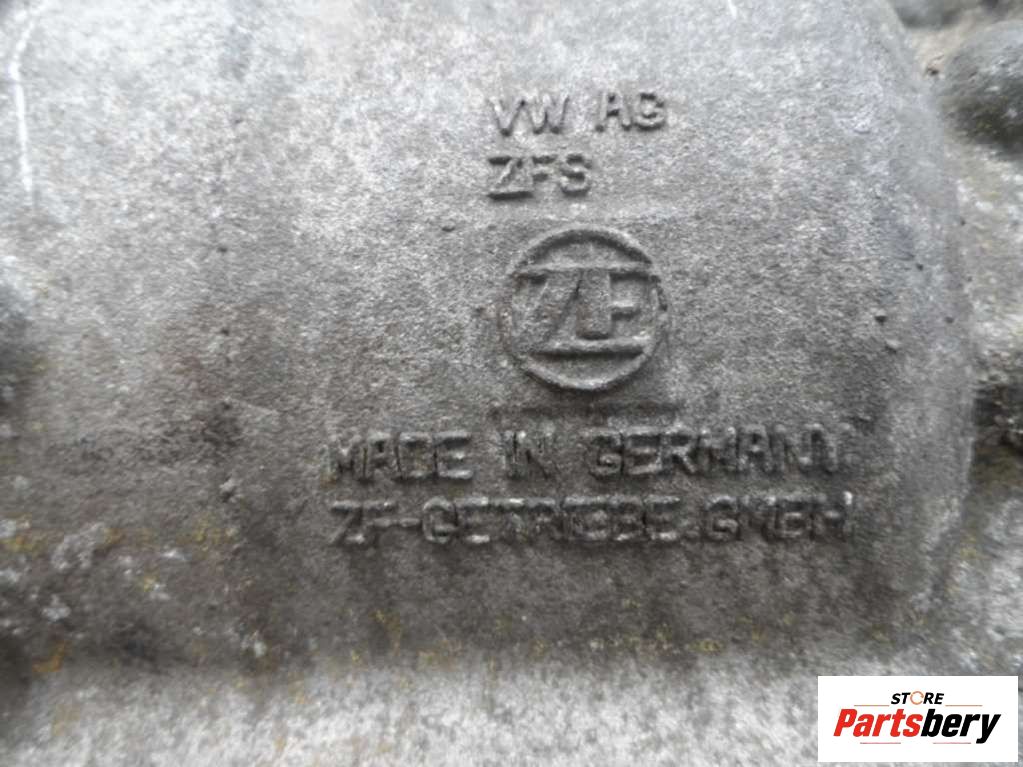 VW AG
ZFS
ZF
MADE IN GERMANY
ZF-GETRIEBE.GMBH
STORE
Partsbery